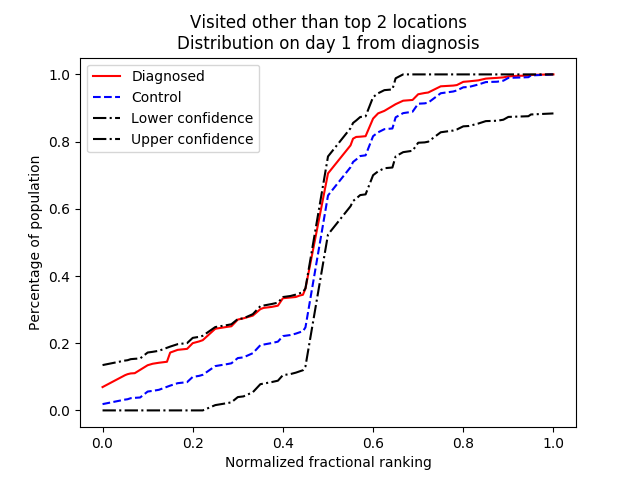 Visited other than top 2 locations
Distribution on day 1 from diagnosis
Diagnosed
Control
Lower confidence
Upper confidence
Percentage of population
1.0
0.8
0.6
0.4
0.2
0.0
0.0 0.2 0.4 0.6 0.8 1.0
Normalized fractional ranking